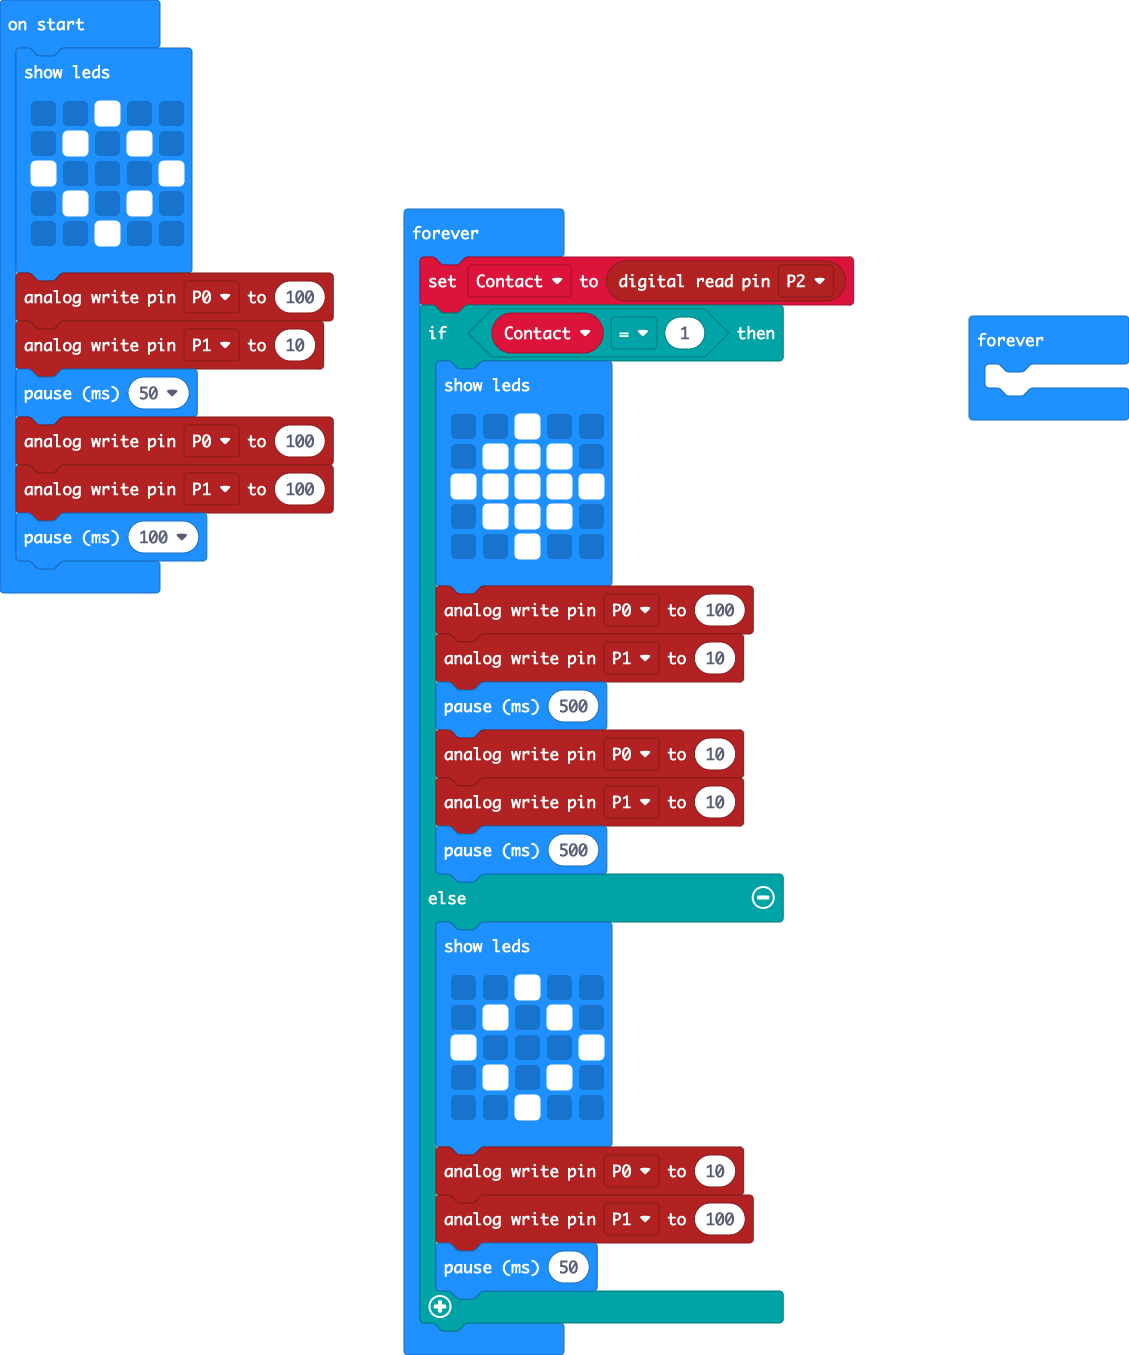 on start
show leds
analog write pin P0 to 100
analog write pin P1 to 10
pause (ms) 50
analog write pin P0 to 100
analog write pin P1 to 100
pause (ms) 100
forever
set Contact to digital read pin P2
if Contact = 1 then
show leds
analog write pin P0 to 100
analog write pin P1 to 10
pause (ms) 500
analog write pin P0 to 10
analog write pin P1 to 10
pause (ms) 500
else
show leds
analog write pin P0 to 10
analog write pin P1 to 100
pause (ms) 50
forever